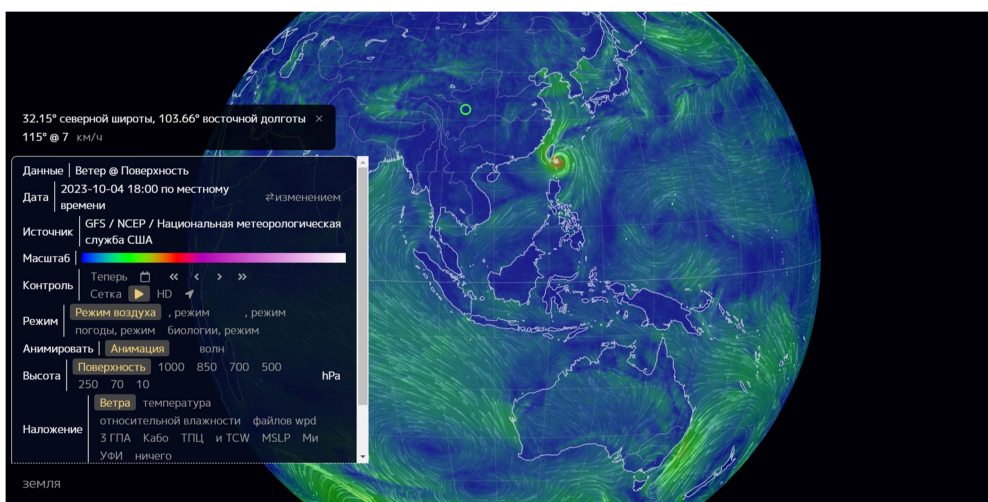 32.15° северной широты, 103.66° восточной долготы ×
115° @ 7 км/ч
Данные | Ветер @ Поверхность
Дата 2023-10-04 18:00 по местному
времени
⇄изменением
Источник GFS / NCEP / Национальная метеорологическая
служба США
Масштаб
Контроль Теперь « ‹ › »
Сетка HD
Режим Режим воздуха , режим , режим
погоды, режим биологии, режим
Анимировать | Анимация волн
Высота Поверхность 1000 850 700 500
250 70 10
hPa
Наложение Ветра температура
относительной влажности файлов wpd
3 ГПА Кабо ТПЦ и TCW MSLP Ми
УФИ ничего
земля